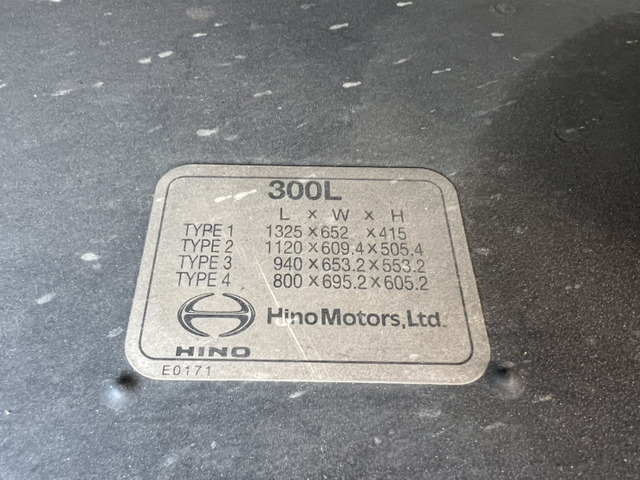 300L
L × W × H
TYPE 1 1325×652 ×415
TYPE 2 1120×609.4×505.4
TYPE 3 940×653.2×553.2
TYPE 4 800×695.2×605.2
Hino Motors, Ltd.
HINO
E0171